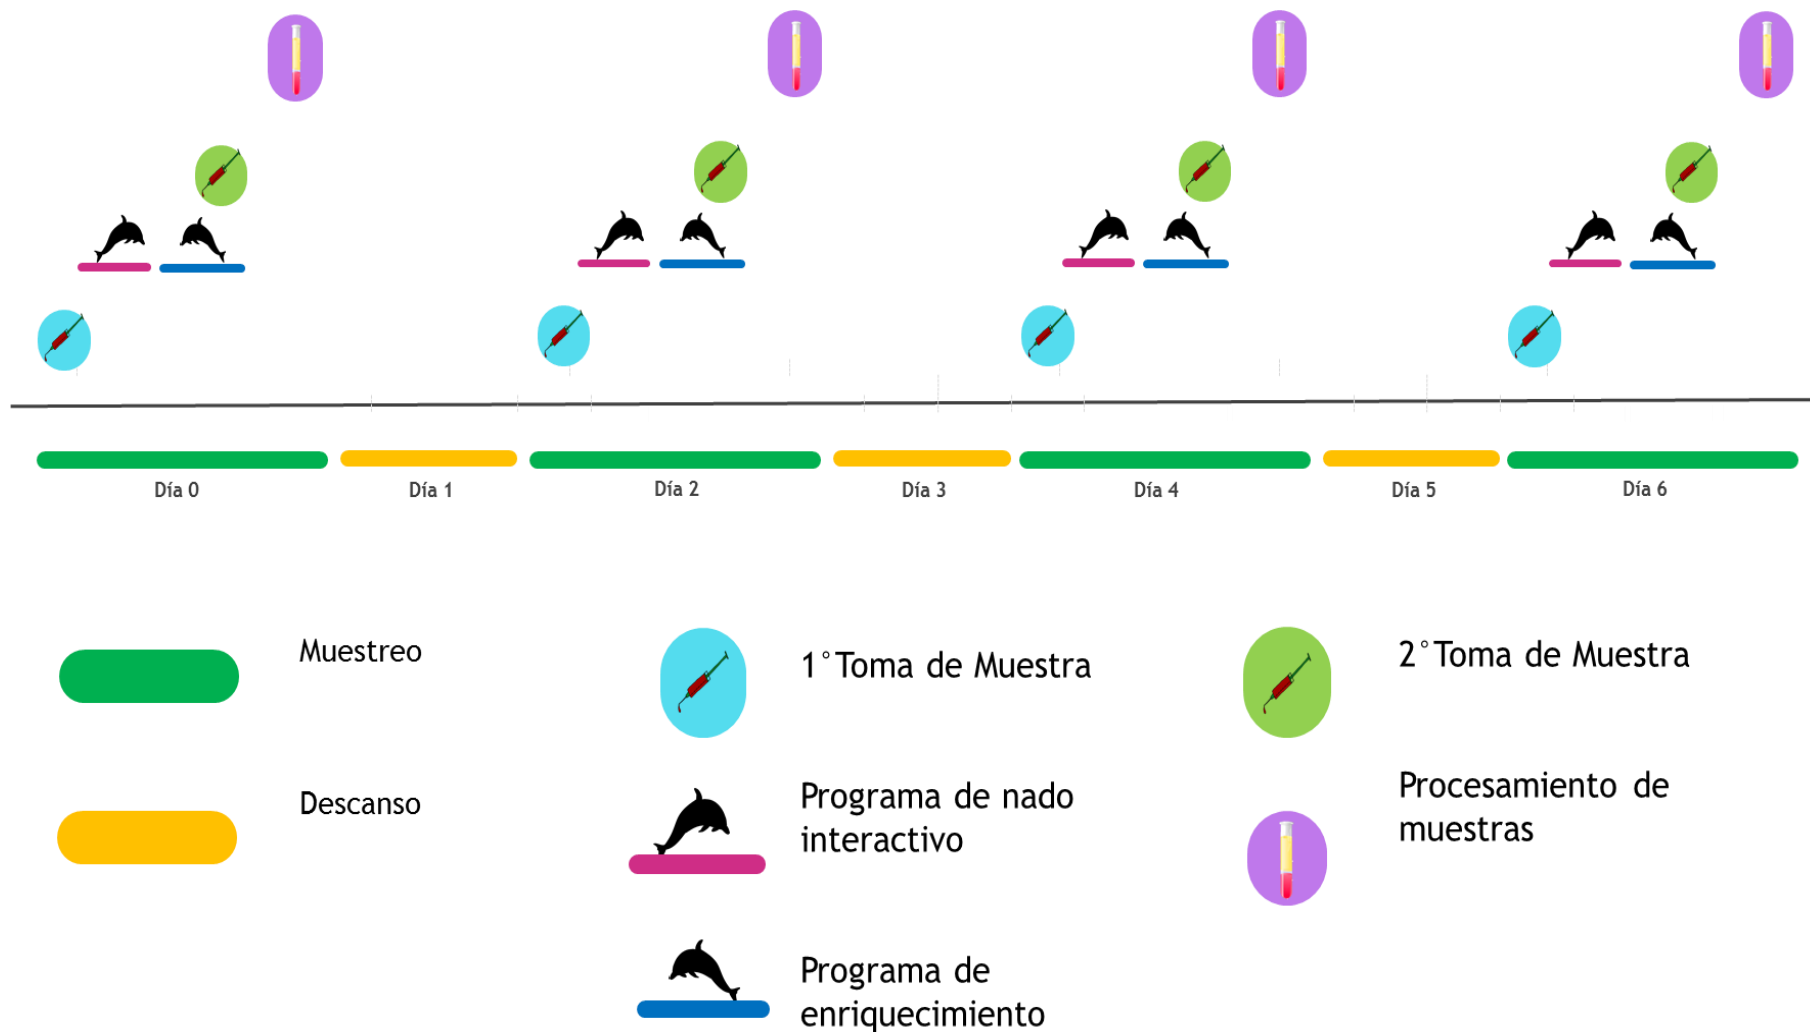 Día 0
Día 1
Día 2
Día 3
Día 4
Día 5
Día 6
Muestreo
1°Toma de Muestra
2°Toma de Muestra
Descanso
Programa de nado
interactivo
Procesamiento de
muestras
Programa de
enriquecimiento